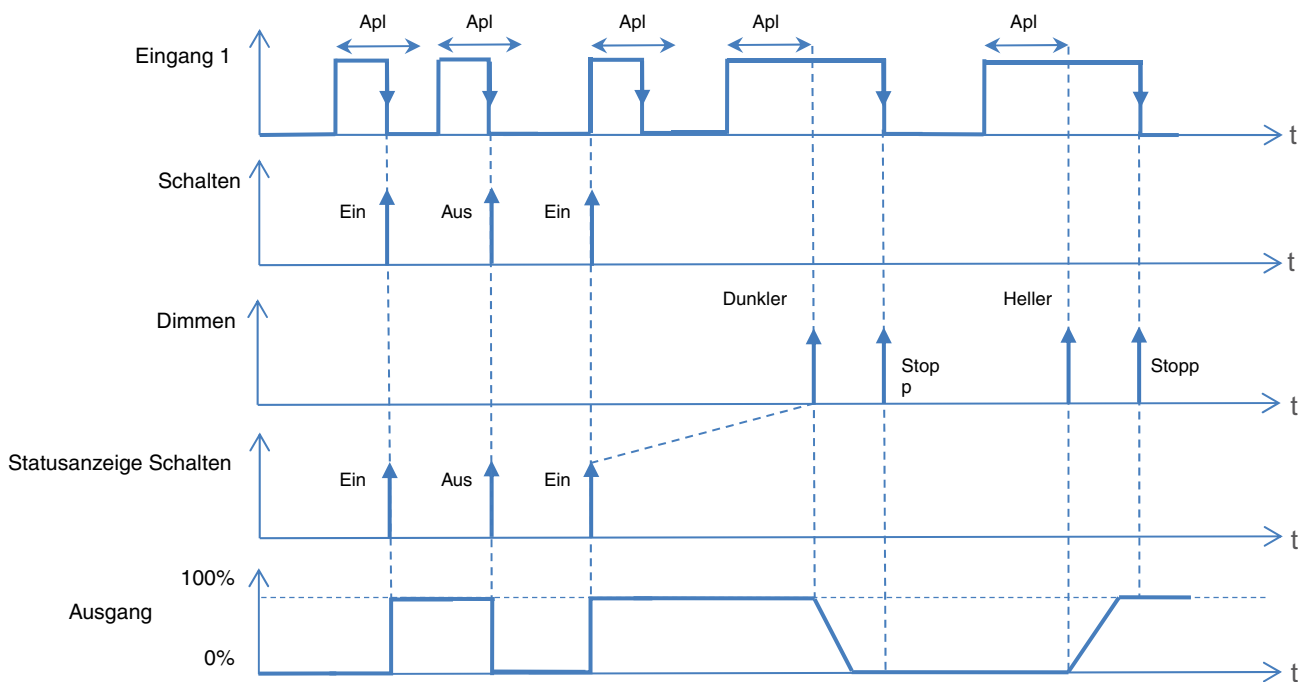 Apl Apl Apl Apl Apl
Eingang 1
t
Schalten
Ein Aus Ein
t
Dunkler Heller
Dimmen
Stop
p
Stopp
t
Statusanzeige Schalten
Ein Aus Ein
t
100%
Ausgang
0%
t